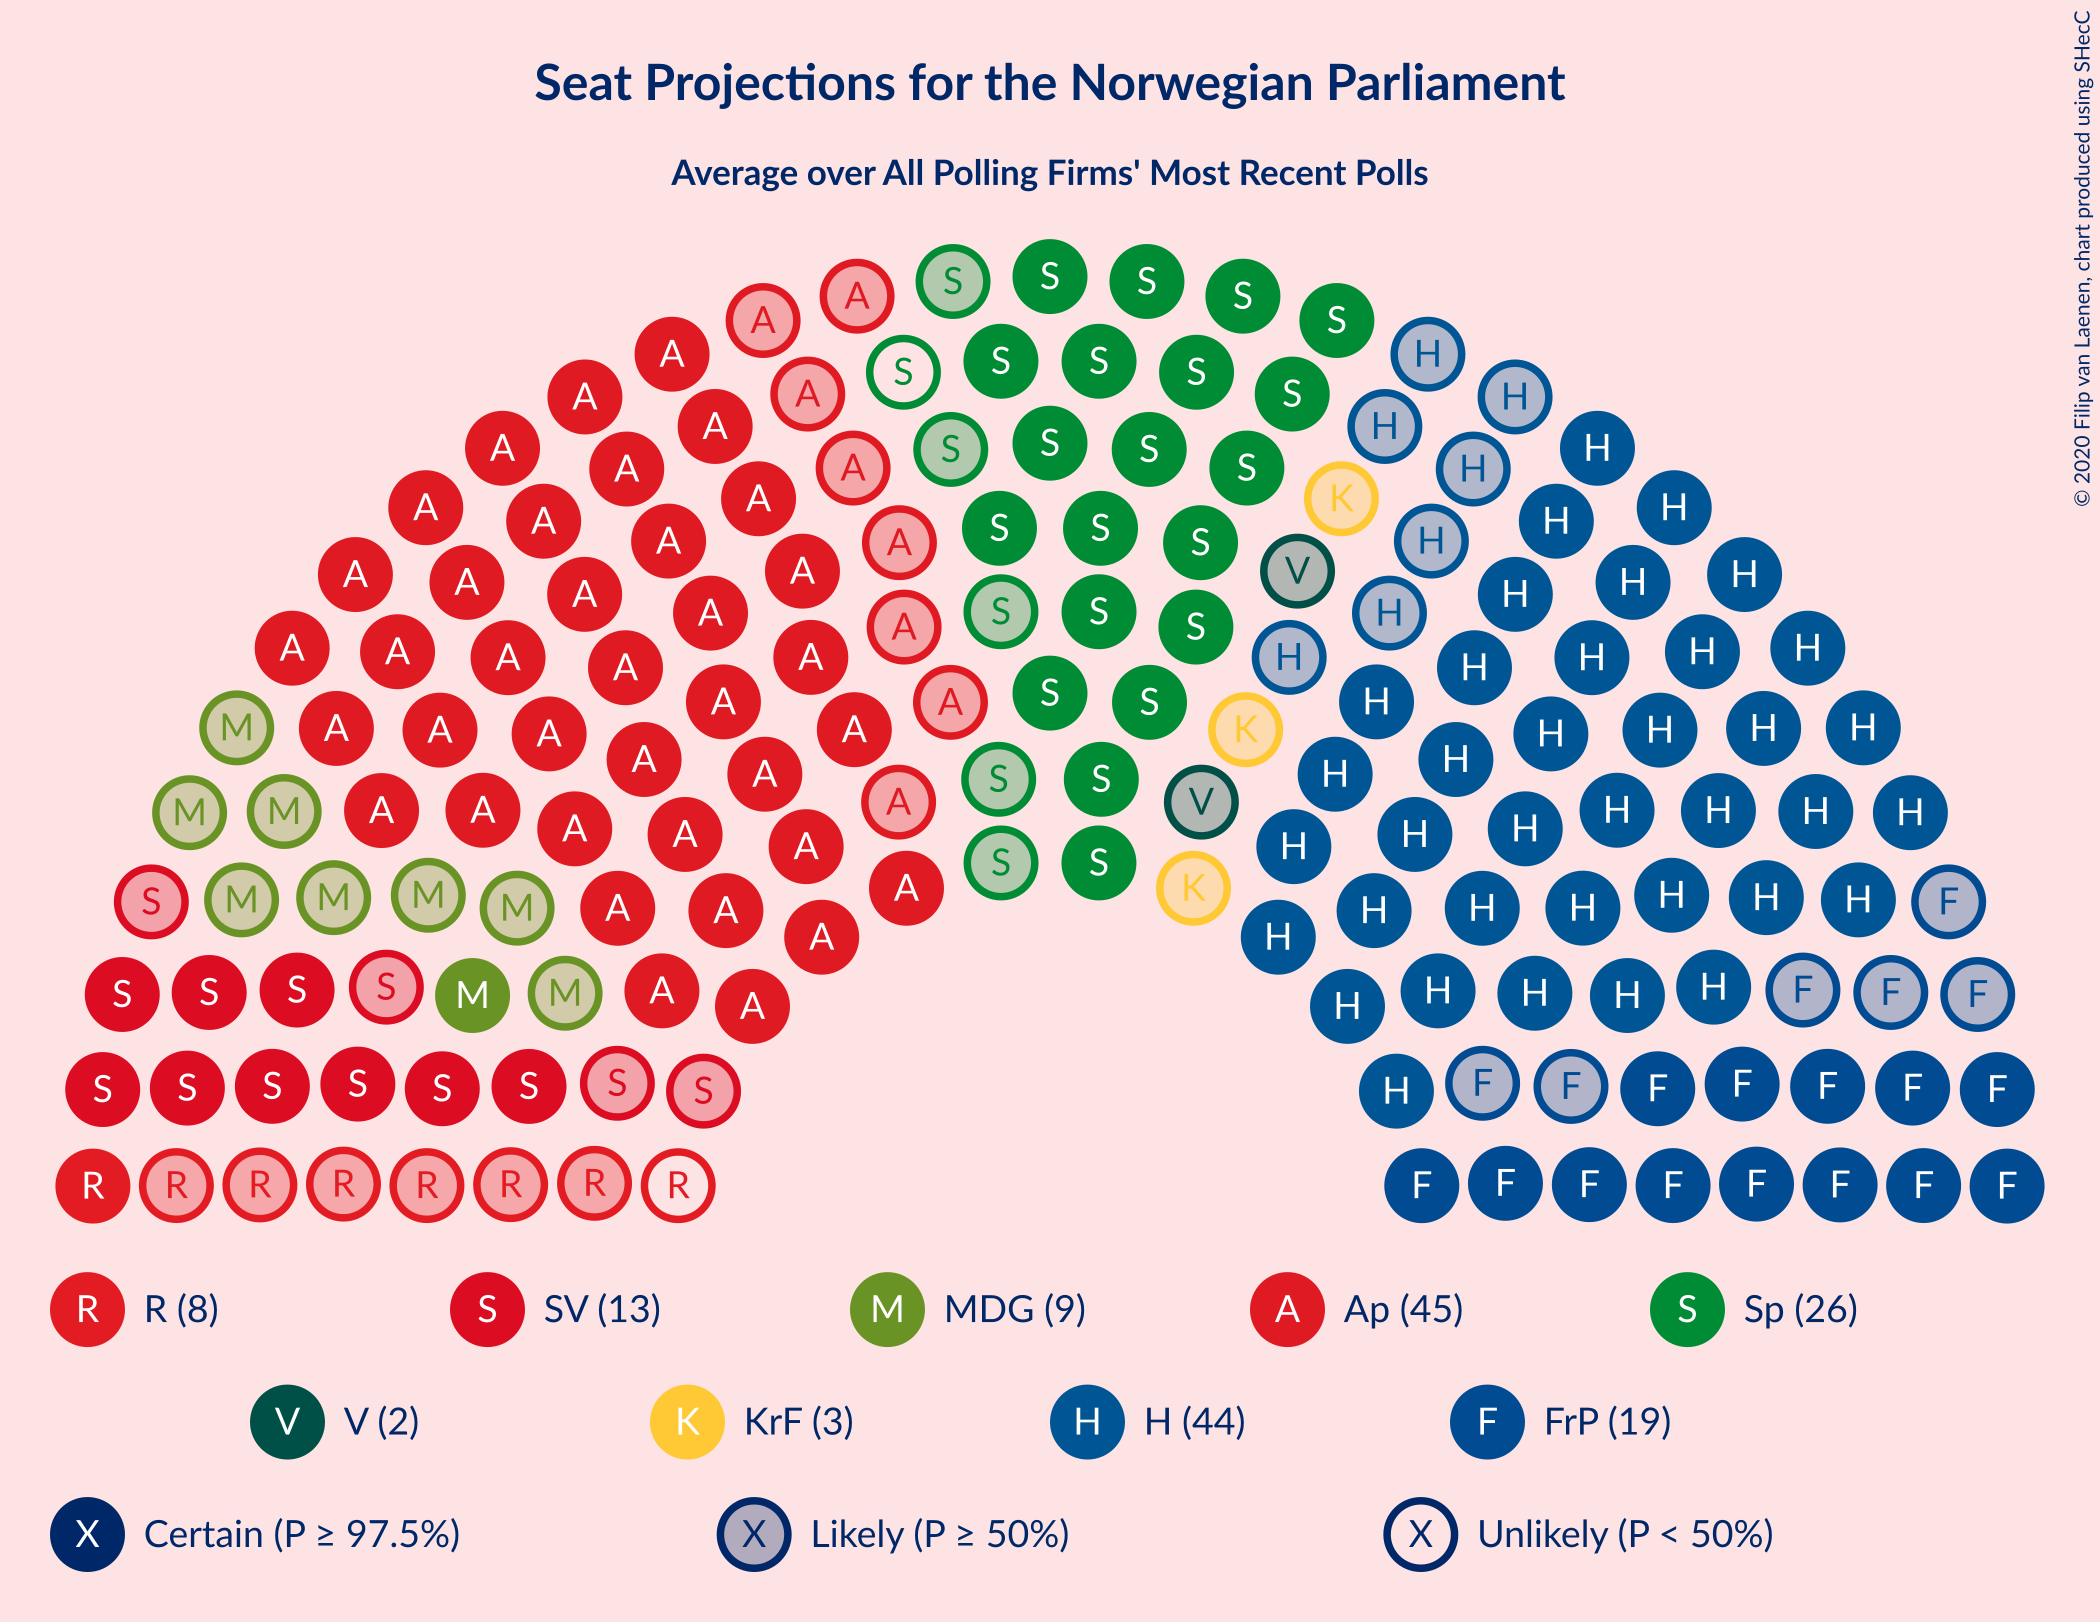 Seat Projections for the Norwegian Parliament
Average over All Polling Firms' Most Recent Polls
© 2020 Filip van Laenen, chart produced using SHecC
S S S S S
A A S S S S S H H
A A A S S S S K H H H
A A A A S S S V H H H H
A A A A A S S S H H H H H
A A A A A A S S K H H H H H
M A A A A A A S S V H H H H H H
M M A A A A A A S S K H H H H H H H
S M M M M A A A H H H H H H H F
S S S S M M A A H H H H H F F F
S S S S S S S S H F F F F F F F
R R R R R R R R F F F F F F F F
R R (8) S SV (13) M MDG (9) A Ap (45) S Sp (26)
V V (2) K KrF (3) H H (44) F FrP (19)
X Certain (P ≥ 97.5%) X Likely (P ≥ 50%) X Unlikely (P < 50%)